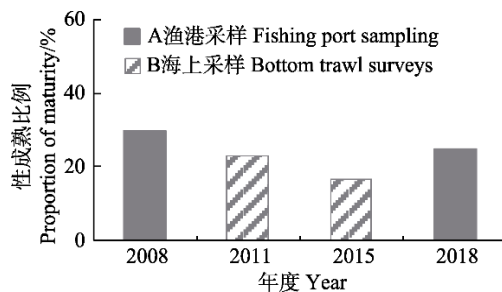 A渔港采样 Fishing port sampling
B海上采样 Bottom trawl surveys
性成熟比例
Proportion of maturity/%
60
40
20
0
2008 2011 2015 2018
年度 Year